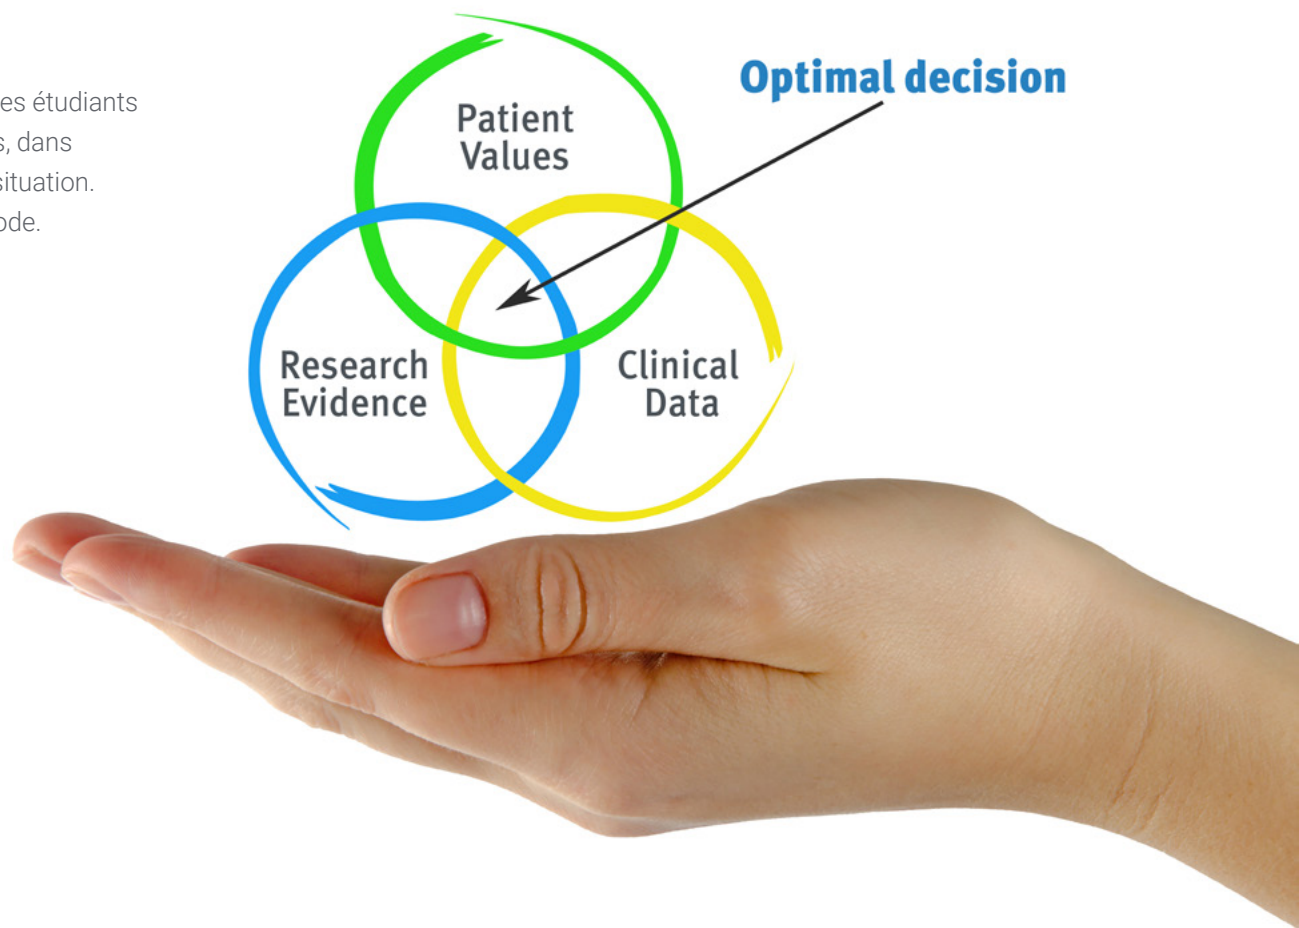 es étudiants
s, dans
situation.
ode.
Optimal decision
Patient
Values
Research
Evidence
Clinical
Data